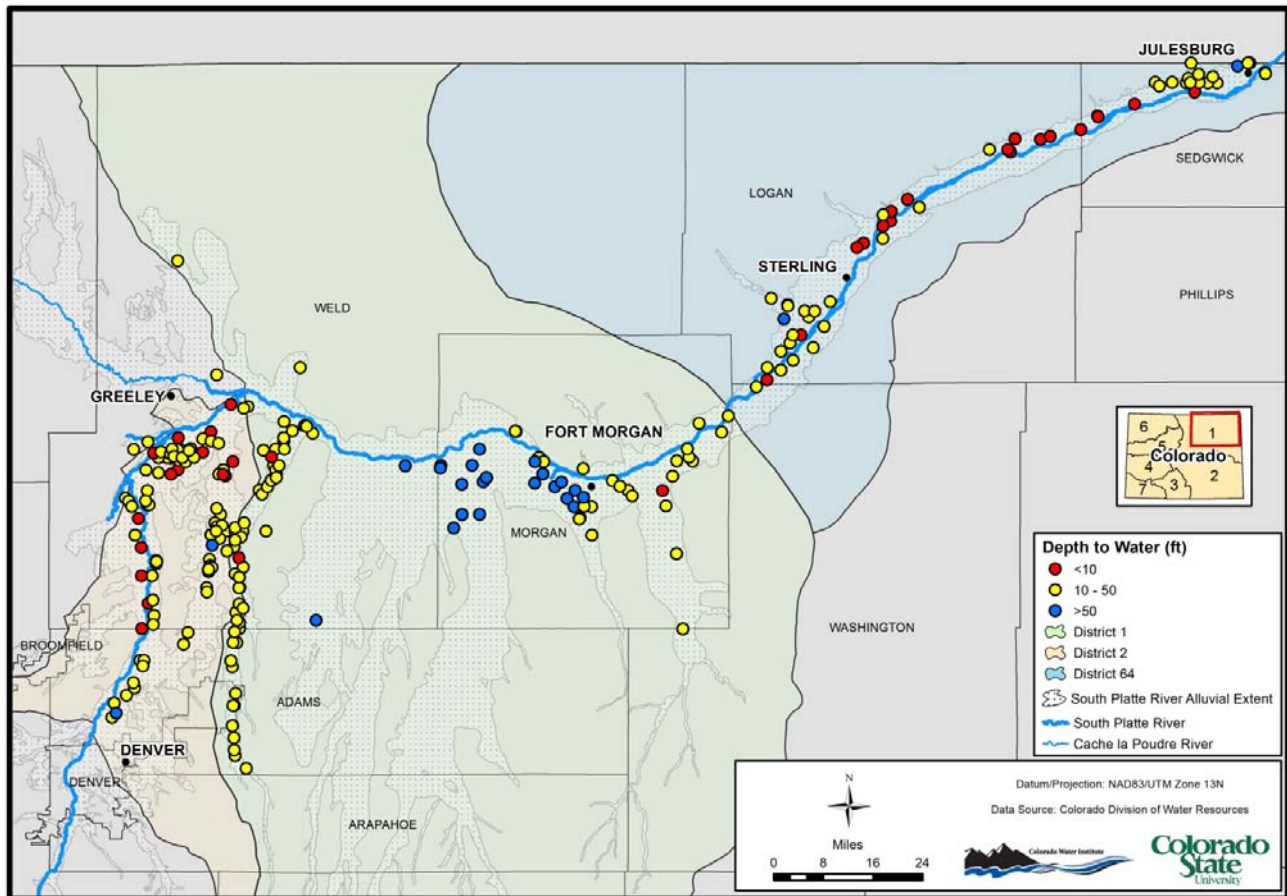 JULESBURG
SEDGWICK
LOGAN
STERLING
PHILLIPS
WELD
GREELEY
FORT MORGAN
MORGAN
WASHINGTON
BROOMFIELD
ADAMS
DENVER
DENVER
ARAPAHOE
6
5
1
Colorado
4
2
7
3
Depth to Water (ft)
<10
10 - 50
>50
District 1
District 2
District 64
South Platte River Alluvial Extent
South Platte River
Cache la Poudre River
N
Miles
0 4 8 16 24
Datum/Projection: NAD83/UTM Zone 13N
Data Source: Colorado Division of Water Resources
Colorado Water Institute
Colorado
State
University